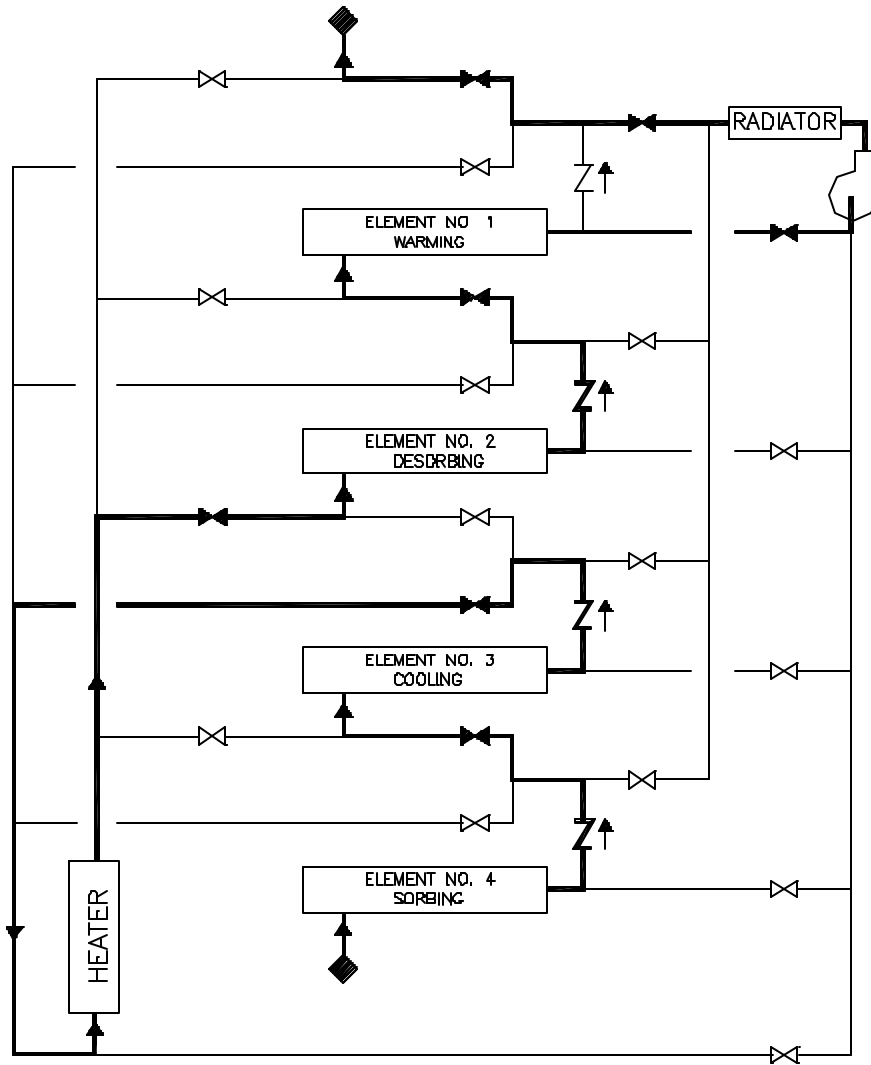 RADIATOR
ELEMENT NO 1
WARMING
ELEMENT NO. 2
DESORBING
ELEMENT NO. 3
COOLING
ELEMENT NO. 4
SORBING
HEATER